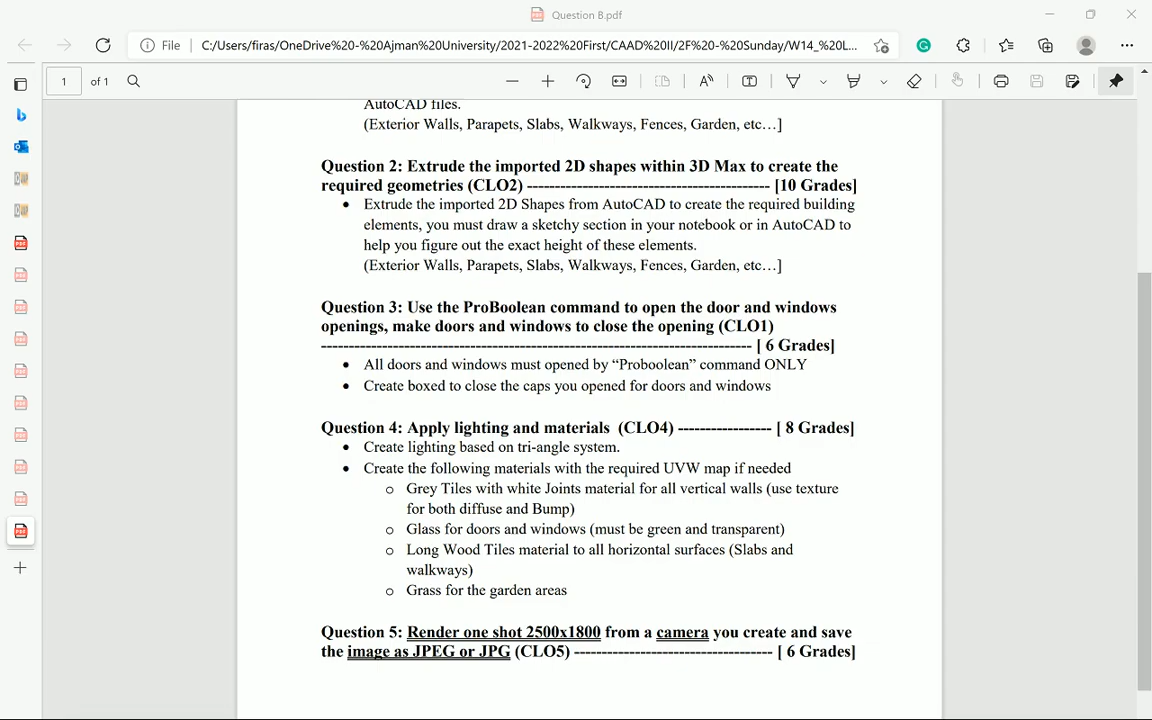 Question B.pdf
File C:/Users/firas/OneDrive%20-%20Ajman%20University/2021-2022%20First/CAAD%20II/2F%20-%20Sunday/W14_%20L...
1 of 1
AutoCAD files.
(Exterior Walls, Parapets, Slabs, Walkways, Fences, Garden, etc…]
Question 2: Extrude the imported 2D shapes within 3D Max to create the
required geometries (CLO2) ------------------------------------------- [10 Grades]
• Extrude the imported 2D Shapes from AutoCAD to create the required building
elements, you must draw a sketchy section in your notebook or in AutoCAD to
help you figure out the exact height of these elements.
(Exterior Walls, Parapets, Slabs, Walkways, Fences, Garden, etc…]
Question 3: Use the ProBoolean command to open the door and windows
openings, make doors and windows to close the opening (CLO1)
---------------------------------------------------------------------------- [ 6 Grades]
• All doors and windows must opened by “Proboolean” command ONLY
• Create boxed to close the caps you opened for doors and windows
Question 4: Apply lighting and materials (CLO4) ----------------- [ 8 Grades]
• Create lighting based on tri-angle system.
• Create the following materials with the required UVW map if needed
o Grey Tiles with white Joints material for all vertical walls (use texture
for both diffuse and Bump)
o Glass for doors and windows (must be green and transparent)
o Long Wood Tiles material to all horizontal surfaces (Slabs and
walkways)
o Grass for the garden areas
Question 5: Render one shot 2500x1800 from a camera you create and save
the image as JPEG or JPG (CLO5) ----------------------------------- [ 6 Grades]